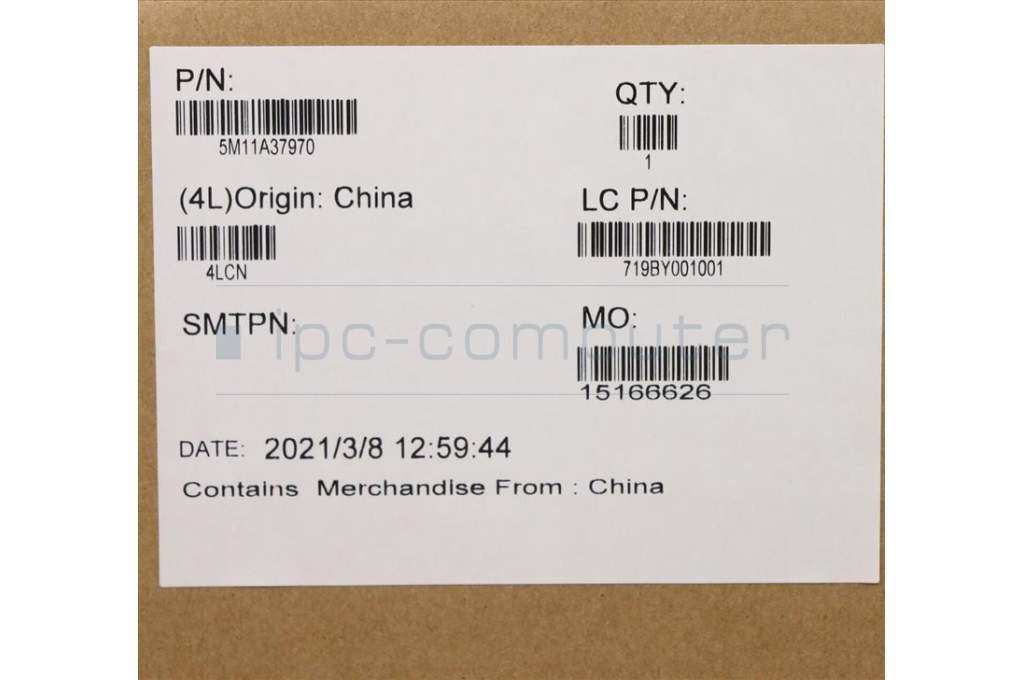 P/N:
5M11A37970
QTY:
1
(4L)Origin: China
4LCN
LC P/N:
719BY001001
SMTPN:
MO:
15166626
ipc-computer
DATE: 2021/3/8 12:59:44
Contains Merchandise From : China